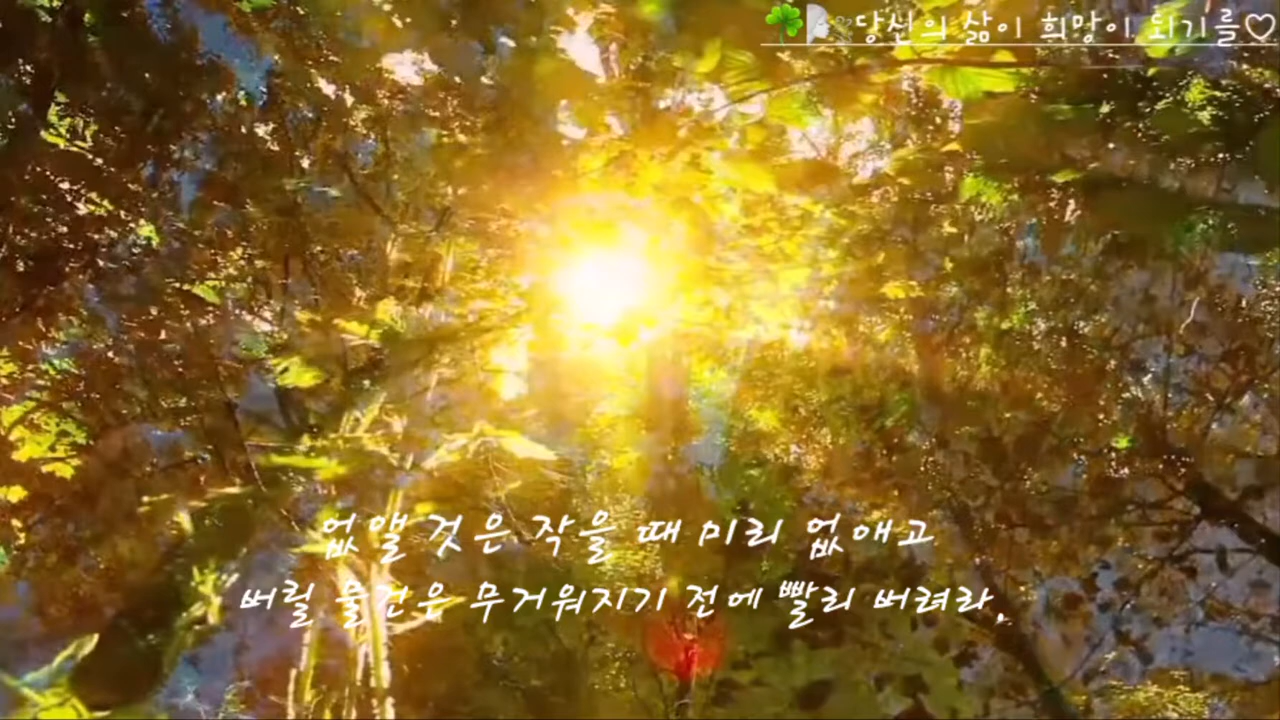 ☘️🌬당신의 삶이 희망이 되기를♡
없앨 것은 작을 때 미리 없애고
버릴 물건은 무거워지기 전에 빨리 버려라.